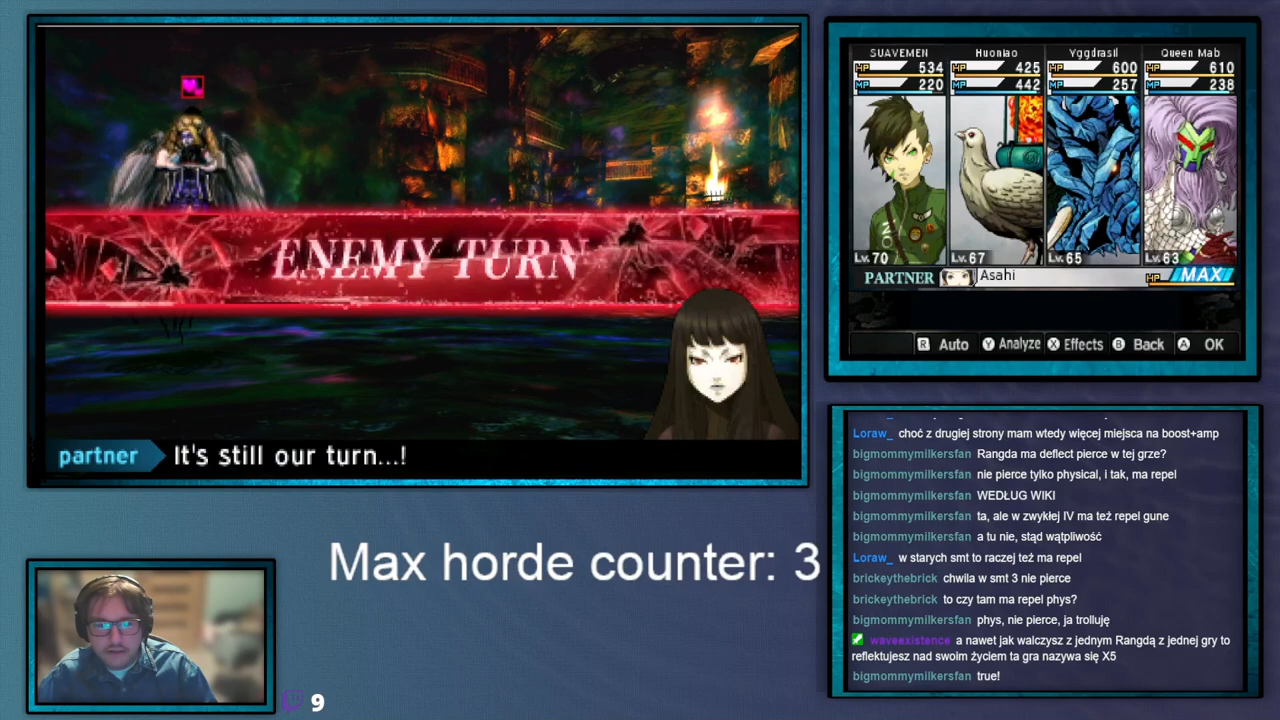 ENEMY TURN
partner It's still our turn...!
SUAVEMEN Huoniao Yggdrasil Queen Mab
HP 534 HP 425 HP 600 HP 610
MP 220 MP 442 MP 257 MP 238
Lv.70 Lv.67 Lv.65 Lv.63
PARTNER Asahi HP MAX
R Auto Y Analyze X Effects B Back A OK
Max horde counter: 3
Loraw_ choć z drugiej strony mam wtedy więcej miejsca na boost+amp
bigmommymilkersfan Rangda ma deflect pierce w tej grze?
bigmommymilkersfan nie pierce tylko physical, i tak, ma repel
bigmommymilkersfan WEDŁUG WIKI
bigmommymilkersfan ta, ale w zwykłej IV ma też repel gune
bigmommymilkersfan a tu nie, stąd wątpliwość
Loraw_ w starych smt to raczej też ma repel
brickeythebrick chwila w smt 3 nie pierce
brickeythebrick to czy tam ma repel phys?
bigmommymilkersfan phys, nie pierce, ja trolluję
waveexistence a nawet jak walczysz z jednym Rangdą z jednej gry to
reflektujesz nad swoim życiem ta gra nazywa się X5
bigmommymilkersfan true!
9